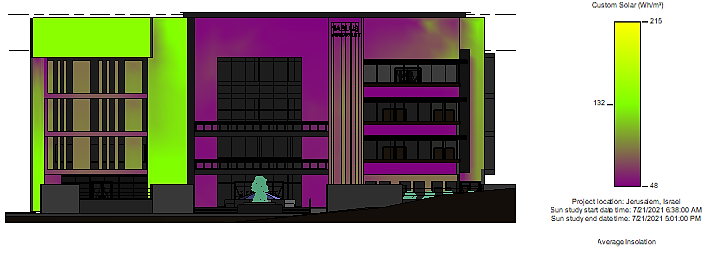 Custom Solar (Wh/m²)
215
132
48
Project location: Jerusalem, Israel
Sun study start date time: 7/21/2021 6:38:00 AM
Sun study end date time: 7/21/2021 5:01:00 PM
Average Insolation